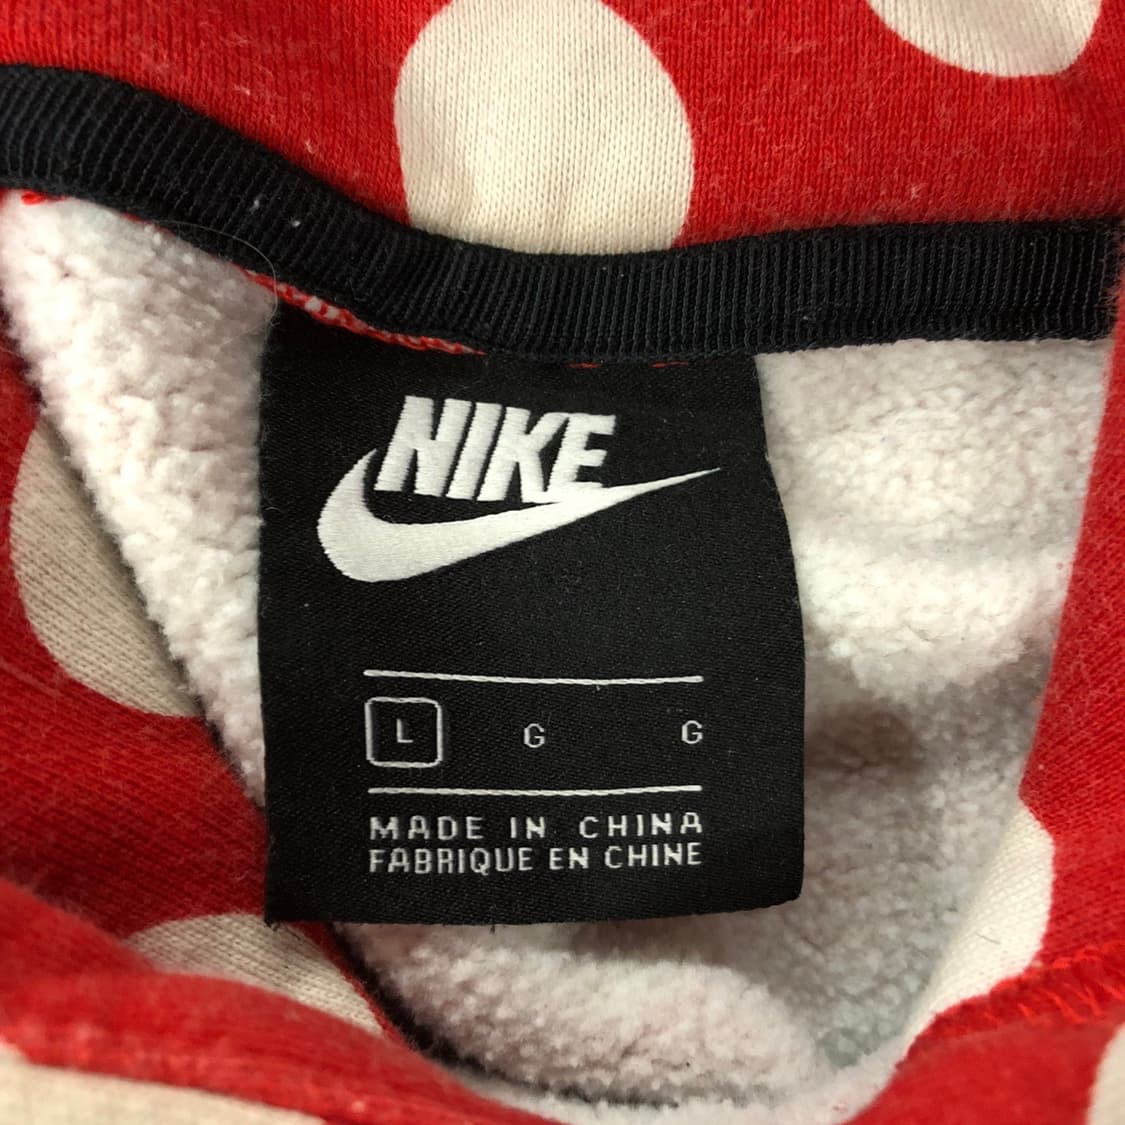 NIKE
L G G
MADE IN CHINA
FABRIQUE EN CHINE